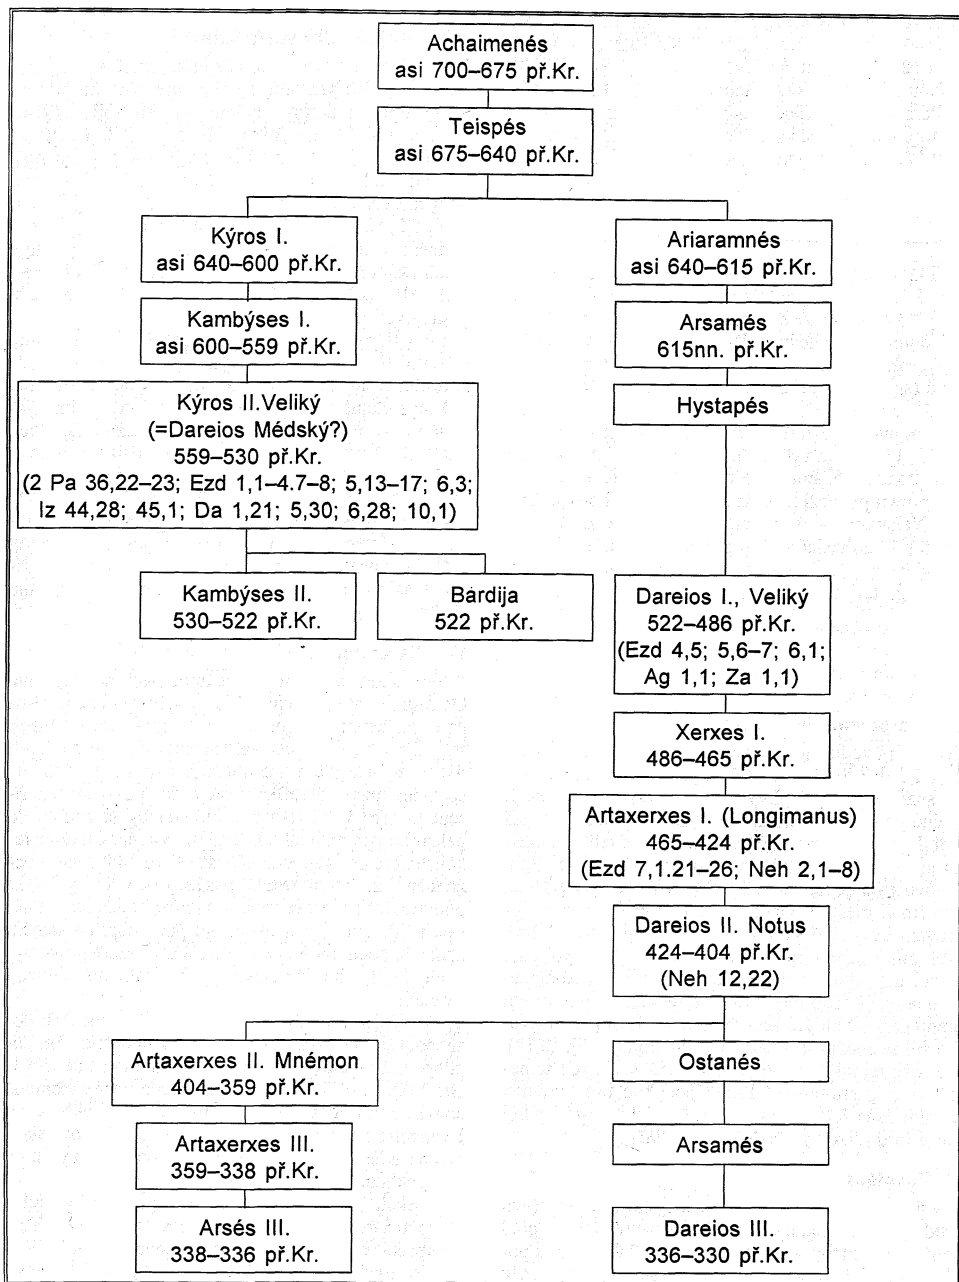 Achaimenés
asi 700–675 př.Kr.
Teispés
asi 675–640 př.Kr.
Kýros I.
asi 640–600 př.Kr.
Ariaramnés
asi 640–615 př.Kr.
Kambýses I.
asi 600–559 př.Kr.
Arsamés
615nn. př.Kr.
Kýros II.Veliký
(=Dareios Médský?)
559–530 př.Kr.
(2 Pa 36,22–23; Ezd 1,1–4.7–8; 5,13–17; 6,3;
Iz 44,28; 45,1; Da 1,21; 5,30; 6,28; 10,1)
Hystapés
Kambýses II.
530–522 př.Kr.
Bardija
522 př.Kr.
Dareios I., Veliký
522–486 př.Kr.
(Ezd 4,5; 5,6–7; 6,1;
Ag 1,1; Za 1,1)
Xerxes I.
486–465 př.Kr.
Artaxerxes I. (Longimanus)
465–424 př.Kr.
(Ezd 7,1.21–26; Neh 2,1–8)
Dareios II. Notus
424–404 př.Kr.
(Neh 12,22)
Artaxerxes II. Mnémon
404–359 př.Kr.
Ostanés
Artaxerxes III.
359–338 př.Kr.
Arsamés
Arsés III.
338–336 př.Kr.
Dareios III.
336–330 př.Kr.